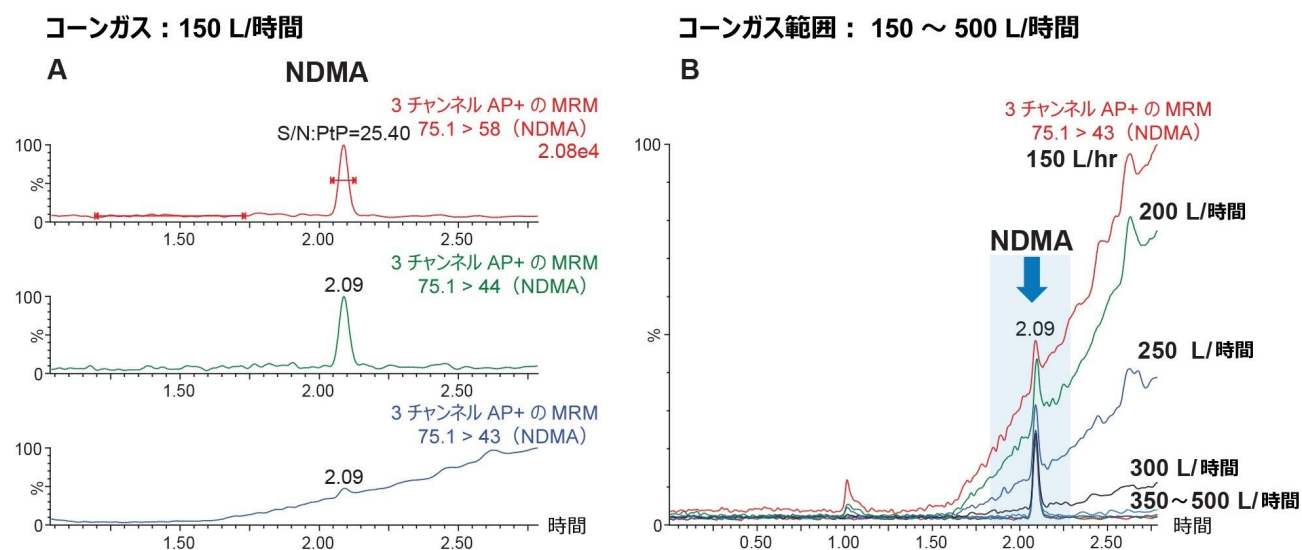 コーンガス：150 L/時間
A
NDMA
3 チャンネル AP+ の MRM
75.1 > 58（NDMA）
2.08e4
S/N:PtP=25.40
100
%
0
1.50
2.00
2.50
3 チャンネル AP+ の MRM
75.1 > 44（NDMA）
2.09
100
%
0
1.50
2.00
2.50
3 チャンネル AP+ の MRM
75.1 > 43（NDMA）
2.09
100
%
0
時間
1.50
2.00
2.50
コーンガス範囲： 150 ～ 500 L/時間
B
3 チャンネル AP+ の MRM
75.1 > 43（NDMA）
150 L/hr
100
200 L/時間
NDMA
2.09
%
250 L/時間
300 L/時間
350～500 L/時間
0
時間
0.50
1.00
1.50
2.00
2.50